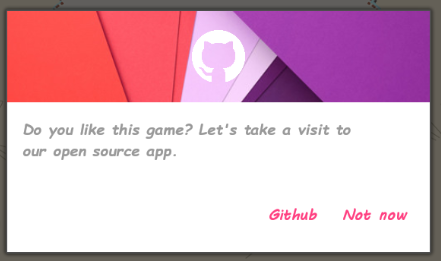 Do you like this game? Let's take a visit to
our open source app.
Github Not now